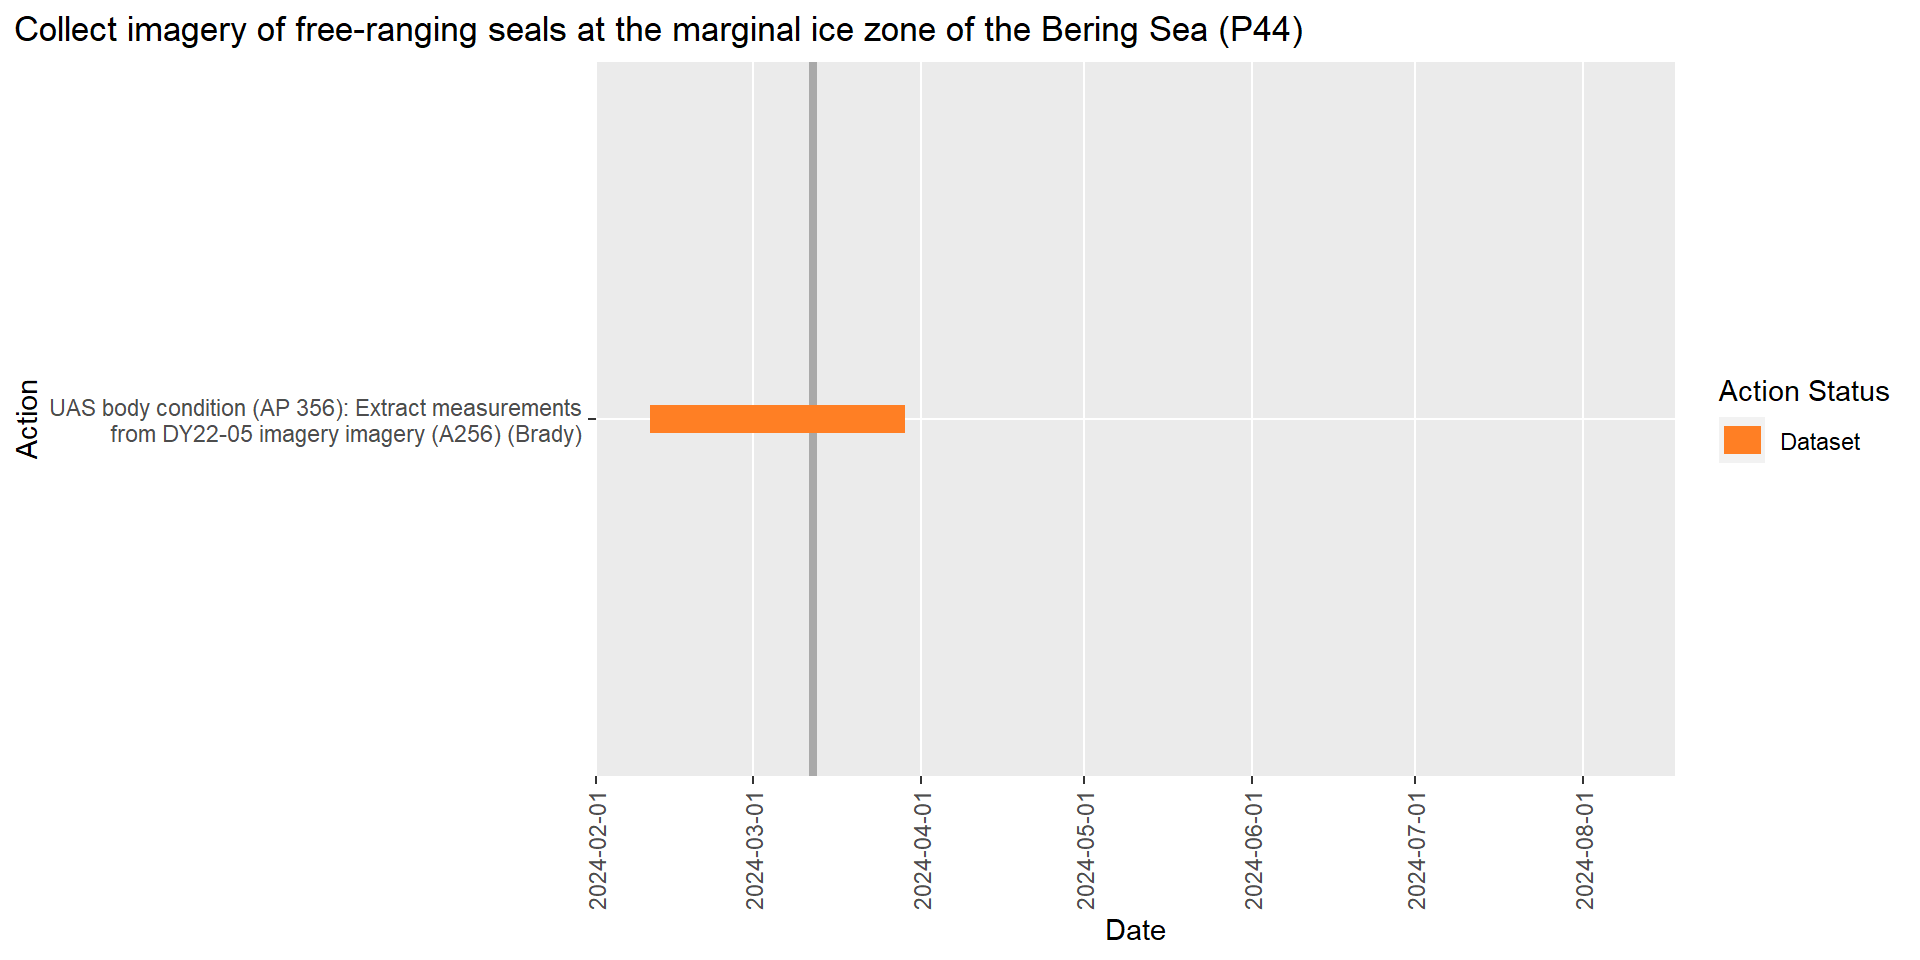 Collect imagery of free-ranging seals at the marginal ice zone of the Bering Sea (P44)
Action
UAS body condition (AP 356): Extract measurements
from DY22-05 imagery imagery (A256) (Brady)
Action Status
Dataset
2024-02-01
2024-03-01
2024-04-01
2024-05-01
2024-06-01
2024-07-01
2024-08-01
Date